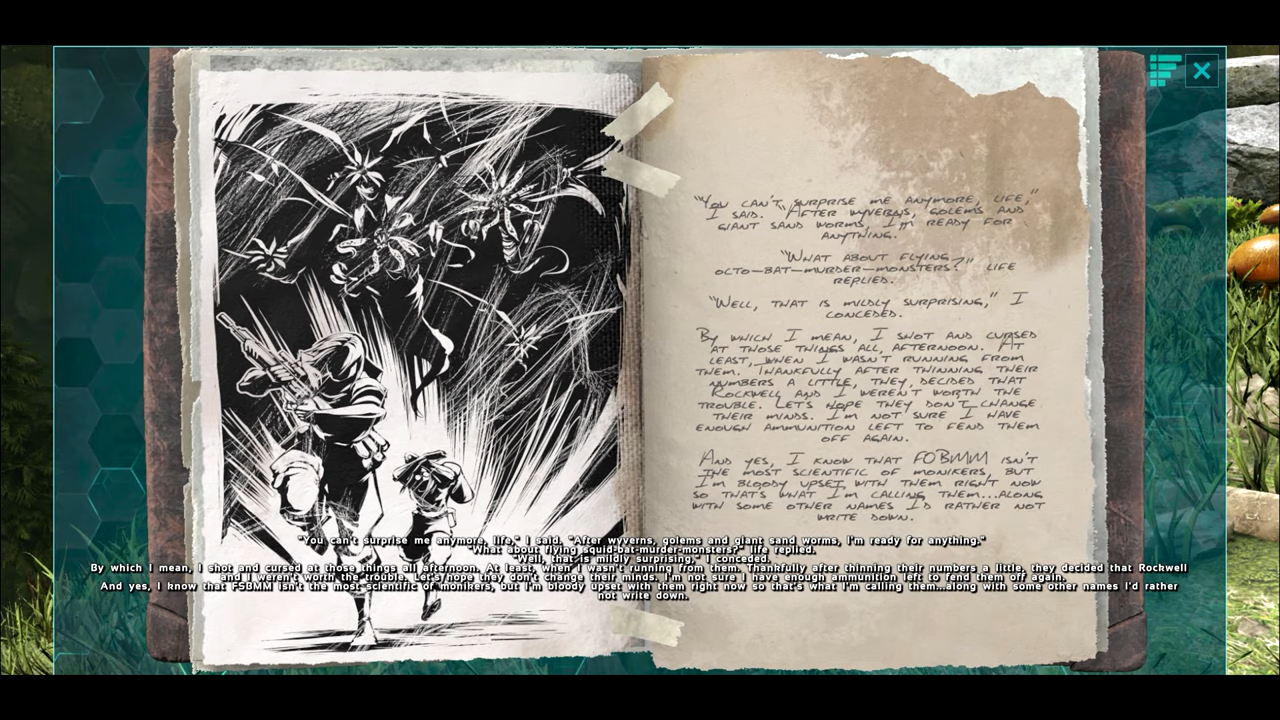 "You can't surprise me anymore, life,"
I said. "After wyverns, golems and
giant sand worms, I'm ready for
anything."
"What about flying
octo-bat-murder-monsters?" life
replied.
"Well, that is mildly surprising," I
conceded.
By which I mean, I shot and cursed
at those things all afternoon. At
least, when I wasn't running from
them. Thankfully after thinning their
numbers a little, they decided that
Rockwell and I weren't worth the
trouble. Let's hope they don't change
their minds. I'm not sure I have
enough ammunition left to fend them
off again.
And yes, I know that FOBMM isn't
the most scientific of monikers, but
I'm bloody upset with them right now
so that's what I'm calling them...along
with some other names I'd rather not
write down.
"You can't surprise me anymore, life," I said. "After wyverns, golems and giant sand worms, I'm ready for anything."
"What about flying squid-bat-murder-monsters?" life replied.
"Well, that is mildly surprising," I conceded.
By which I mean, I shot and cursed at those things all afternoon. At least, when I wasn't running from them. Thankfully after thinning their numbers a little, they decided that Rockwell
and I weren't worth the trouble. Let's hope they don't change their minds. I'm not sure I have enough ammunition left to fend them off again.
And yes, I know that FSBMM isn't the most scientific of monikers, but I'm bloody upset with them right now so that's what I'm calling them...along with some other names I'd rather
not write down.